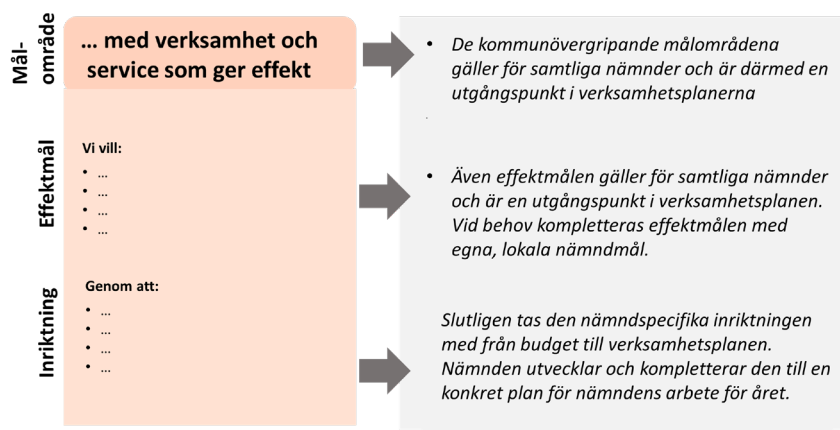 Mål-
område
... med verksamhet och
service som ger effekt
• De kommunövergripande målområdena
gäller för samtliga nämnder och är därmed en
utgångspunkt i verksamhetsplanerna
Effektmål
Vi vill:
• ...
• ...
• ...
• ...
• Även effektmålen gäller för samtliga nämnder
och är en utgångspunkt i verksamhetsplanen.
Vid behov kompletteras effektmålen med
egna, lokala nämndmål.
Inriktning
Genom att:
• ...
• ...
• ...
• ...
Slutligen tas den nämndspecifika inriktningen
med från budget till verksamhetsplanen.
Nämnden utvecklar och kompletterar den till en
konkret plan för nämndens arbete för året.